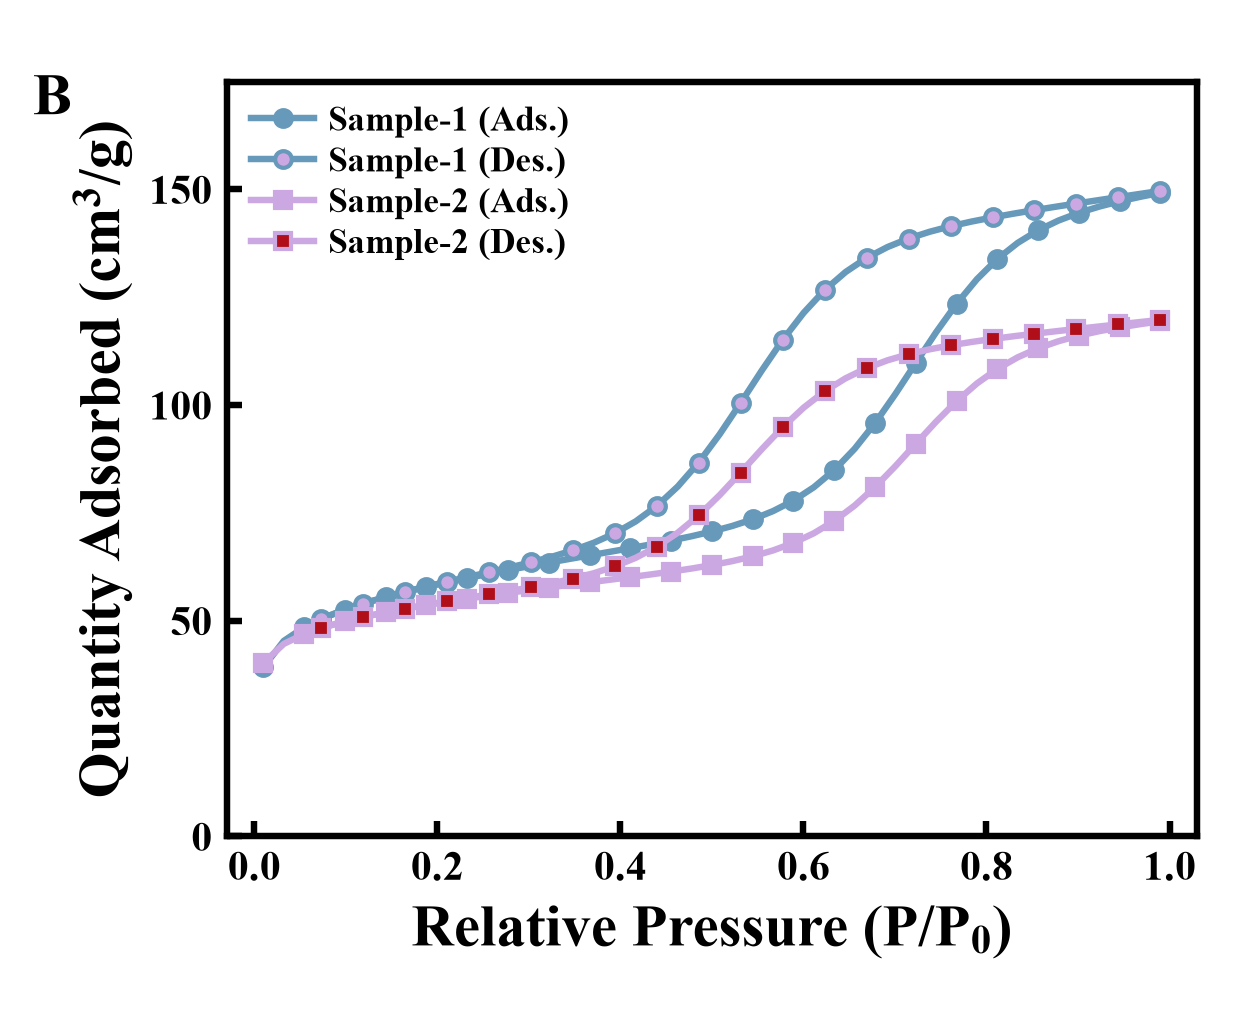 B
Quantity Adsorbed (cm³/g)
Sample-1 (Ads.)
Sample-1 (Des.)
Sample-2 (Ads.)
Sample-2 (Des.)
150
100
50
0
0.0 0.2 0.4 0.6 0.8 1.0
Relative Pressure (P/P₀)